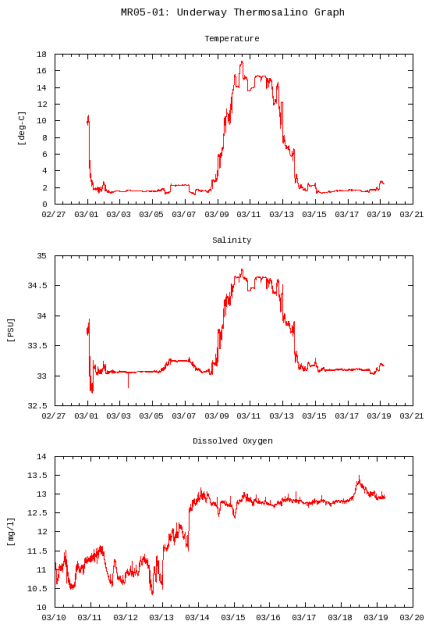 MR05-01: Underway Thermosalino Graph
Temperature
18
16
14
12
10
8
6
4
2
0
[deg-C]
02/27 03/01 03/03 03/05 03/07 03/09 03/11 03/13 03/15 03/17 03/19 03/21
Salinity
35
34.5
34
33.5
33
32.5
[PSU]
02/27 03/01 03/03 03/05 03/07 03/09 03/11 03/13 03/15 03/17 03/19 03/21
Dissolved Oxygen
14
13.5
13
12.5
12
11.5
11
10.5
10
[mg/l]
03/10 03/11 03/12 03/13 03/14 03/15 03/16 03/17 03/18 03/19 03/20